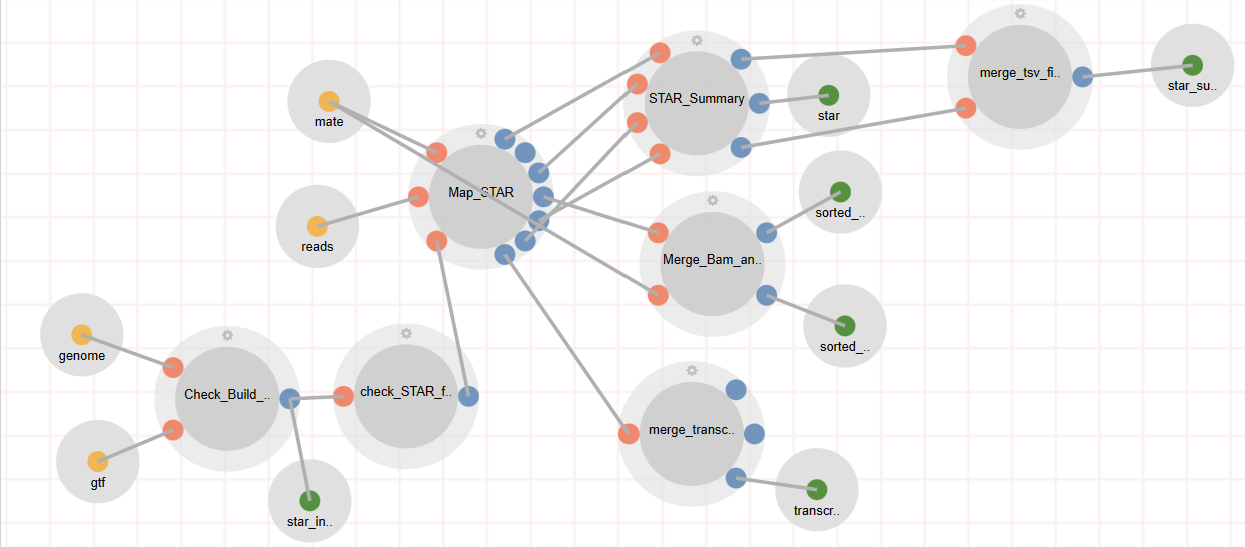 merge_tsv_fi..
star_su..
STAR_Summary
star
mate
Map_STAR
sorted_..
reads
Merge_Bam_an..
sorted_..
genome
Check_Build_..
check_STAR_f..
merge_transc..
gtf
star_in..
transcr..